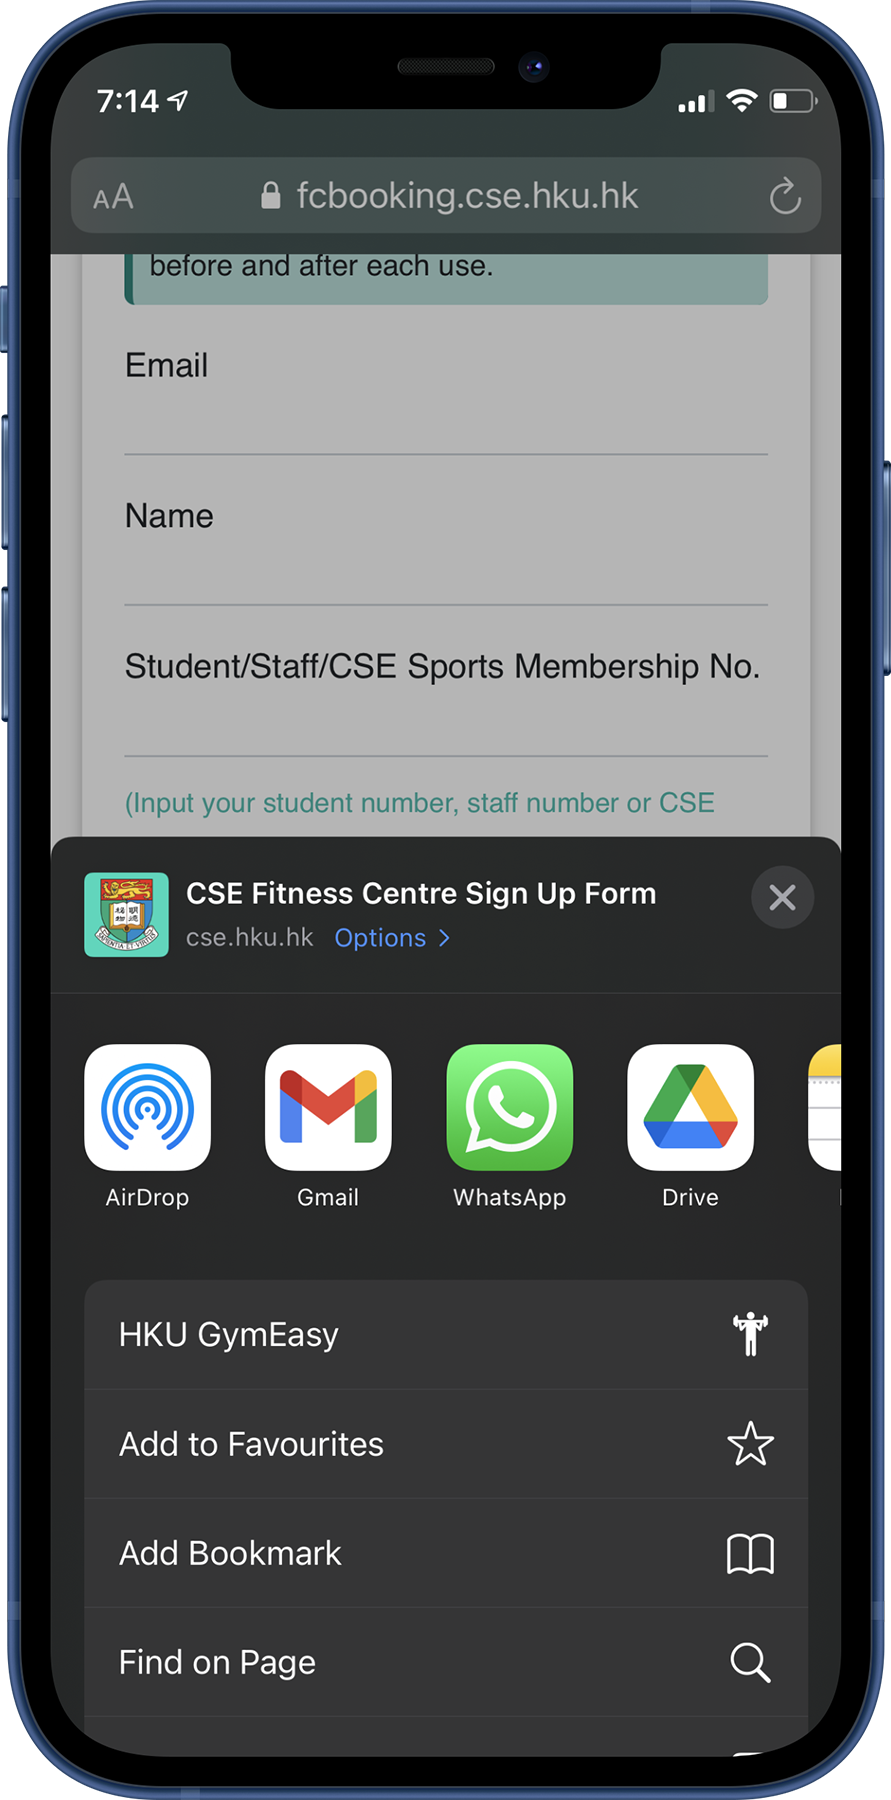 7:14
AA
fcbooking.cse.hku.hk
before and after each use.
Email
Name
Student/Staff/CSE Sports Membership No.
(Input your student number, staff number or CSE
CSE Fitness Centre Sign Up Form
cse.hku.hk Options
AirDrop
Gmail
WhatsApp
Drive
HKU GymEasy
Add to Favourites
Add Bookmark
Find on Page